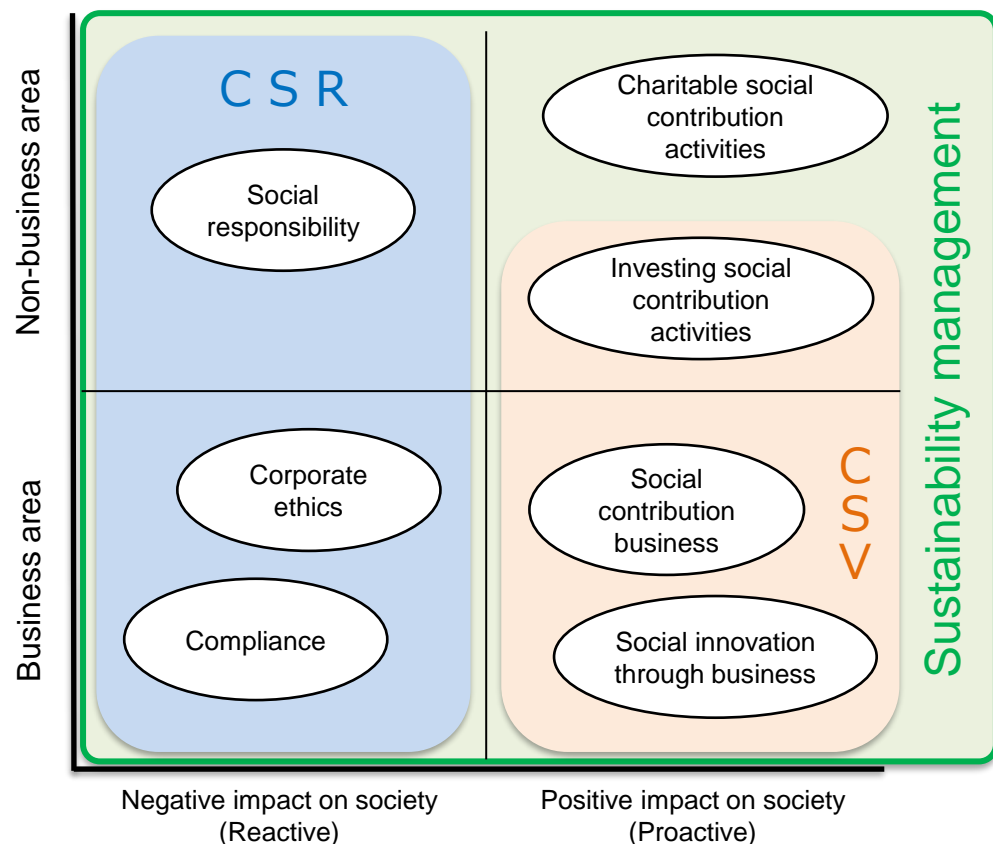 Non-business area
Business area
C S R
Social
responsibility
Corporate
ethics
Compliance
Charitable social
contribution
activities
Investing social
contribution
activities
Social
contribution
business
Social innovation
through business
C
S
V
Sustainability management
Negative impact on society
(Reactive)
Positive impact on society
(Proactive)